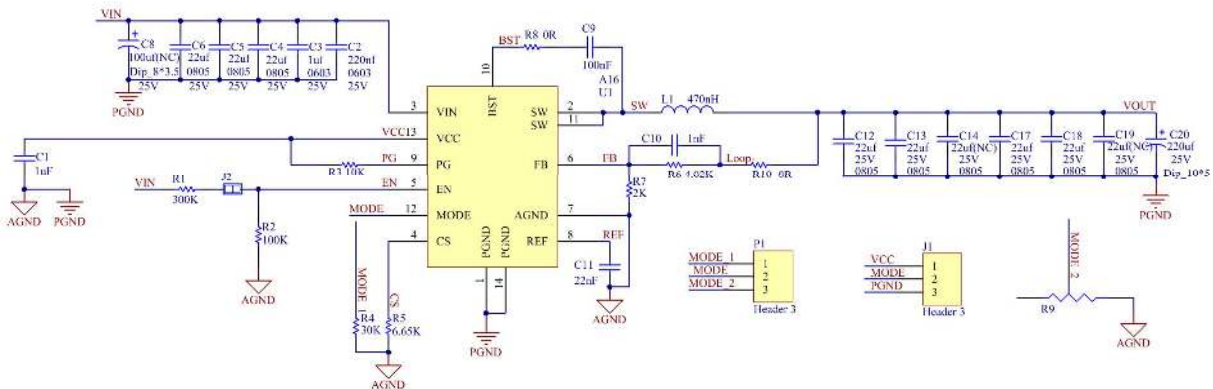 VIN
C8
100uf(NC)
Dip_8*3.5
25V
C6
22uf
0805
25V
C5
22uf
0805
25V
C4
22uf
0805
25V
C3
1uf
0603
25V
C2
220nf
0603
25V
PGND
BST
R8 0R
C9
100nF
A16
U1
10
BST
3
VIN
VCC13
VCC
PG
9
PG
EN
5
EN
MODE
12
MODE
4
CS
2
SW
11
SW
6
FB
7
AGND
8
REF
PGND
PGND
1
14
PGND
SW
L1
470nH
VOUT
C10
1nF
FB
R6 4.02K
Loop
R10 0R
R7
2K
REF
C11
22nF
AGND
C12
22uf
25V
0805
C13
22uf
25V
0805
C14
22uf(NC)
25V
0805
C17
22uf
25V
0805
C18
22uf
25V
0805
C19
22uf(NC)
25V
0805
C20
220uf
25V
Dip_10*5
PGND
C1
1uF
AGND
PGND
R3 10K
VIN
R1
300K
J2
R2
100K
AGND
R4
30K
CS
R5
6.65K
AGND
P1
MODE_1
MODE
MODE_2
1
2
3
Header 3
J1
VCC
MODE
PGND
1
2
3
Header 3
MODE_2
R9
AGND